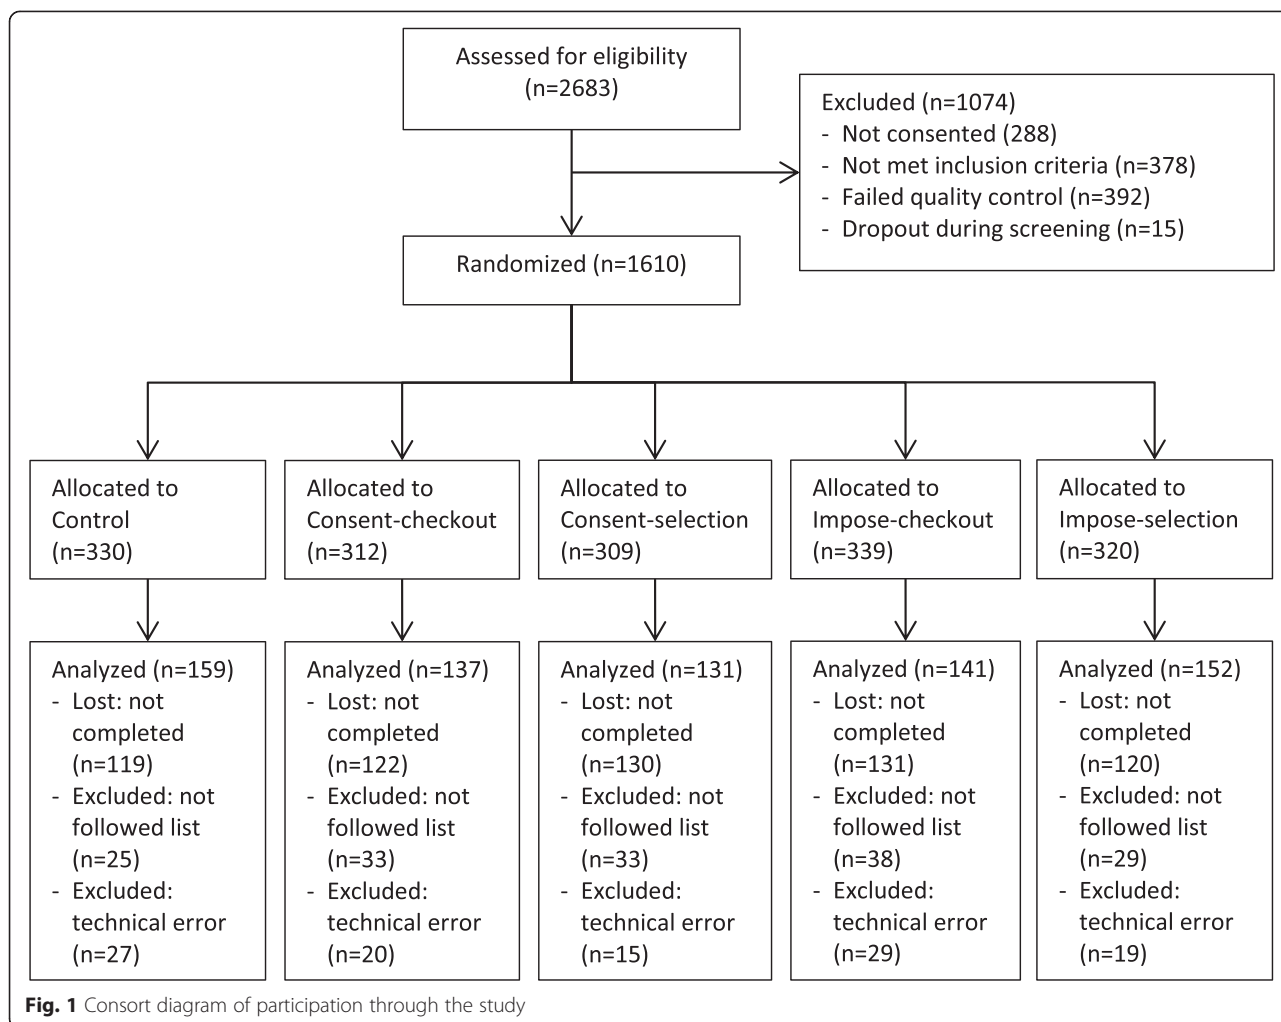 Assessed for eligibility
(n=2683)
Excluded (n=1074)
- Not consented (288)
- Not met inclusion criteria (n=378)
- Failed quality control (n=392)
- Dropout during screening (n=15)
Randomized (n=1610)
Allocated to
Control
(n=330)
Allocated to
Consent-checkout
(n=312)
Allocated to
Consent-selection
(n=309)
Allocated to
Impose-checkout
(n=339)
Allocated to
Impose-selection
(n=320)
Analyzed (n=159)
- Lost: not
completed
(n=119)
- Excluded: not
followed list
(n=25)
- Excluded:
technical error
(n=27)
Analyzed (n=137)
- Lost: not
completed
(n=122)
- Excluded: not
followed list
(n=33)
- Excluded:
technical error
(n=20)
Analyzed (n=131)
- Lost: not
completed
(n=130)
- Excluded: not
followed list
(n=33)
- Excluded:
technical error
(n=15)
Analyzed (n=141)
- Lost: not
completed
(n=131)
- Excluded: not
followed list
(n=38)
- Excluded:
technical error
(n=29)
Analyzed (n=152)
- Lost: not
completed
(n=120)
- Excluded: not
followed list
(n=29)
- Excluded:
technical error
(n=19)
Fig. 1 Consort diagram of participation through the study